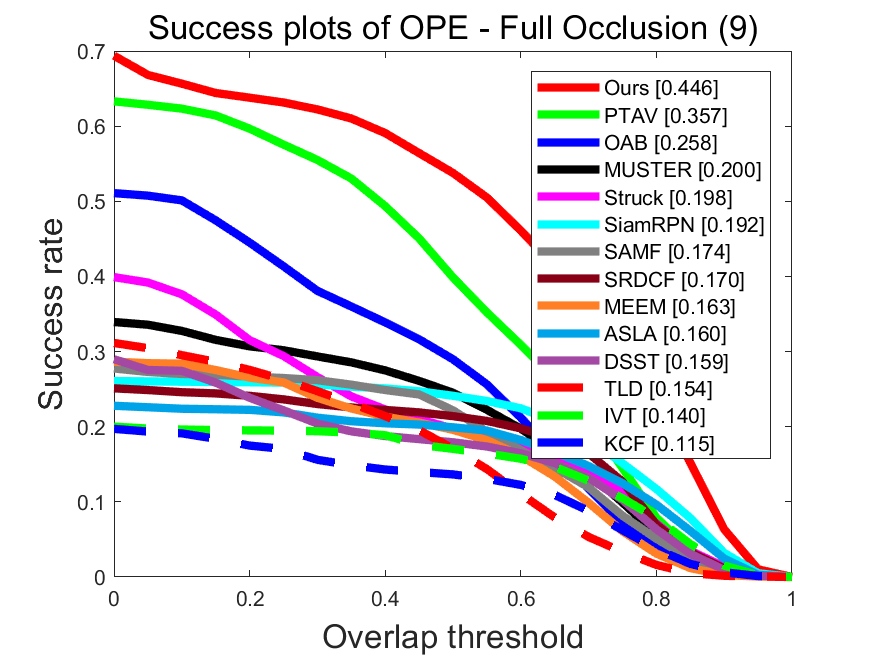 Success plots of OPE - Full Occlusion (9)
0.7
0.6
0.5
0.4
0.3
0.2
0.1
0
Success rate
Ours [0.446]
PTAV [0.357]
OAB [0.258]
MUSTER [0.200]
Struck [0.198]
SiamRPN [0.192]
SAMF [0.174]
SRDCF [0.170]
MEEM [0.163]
ASLA [0.160]
DSST [0.159]
TLD [0.154]
IVT [0.140]
KCF [0.115]
0 0.2 0.4 0.6 0.8 1
Overlap threshold